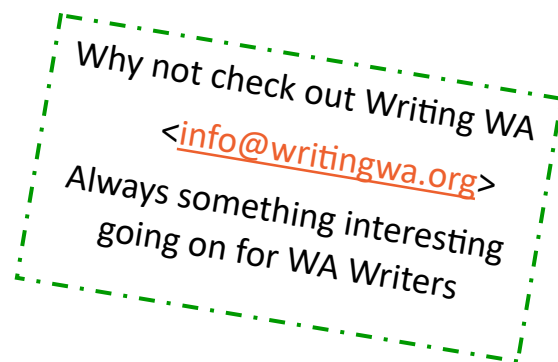 Why not check out Writing WA
<info@writingwa.org>
Always something interesting
going on for WA Writers